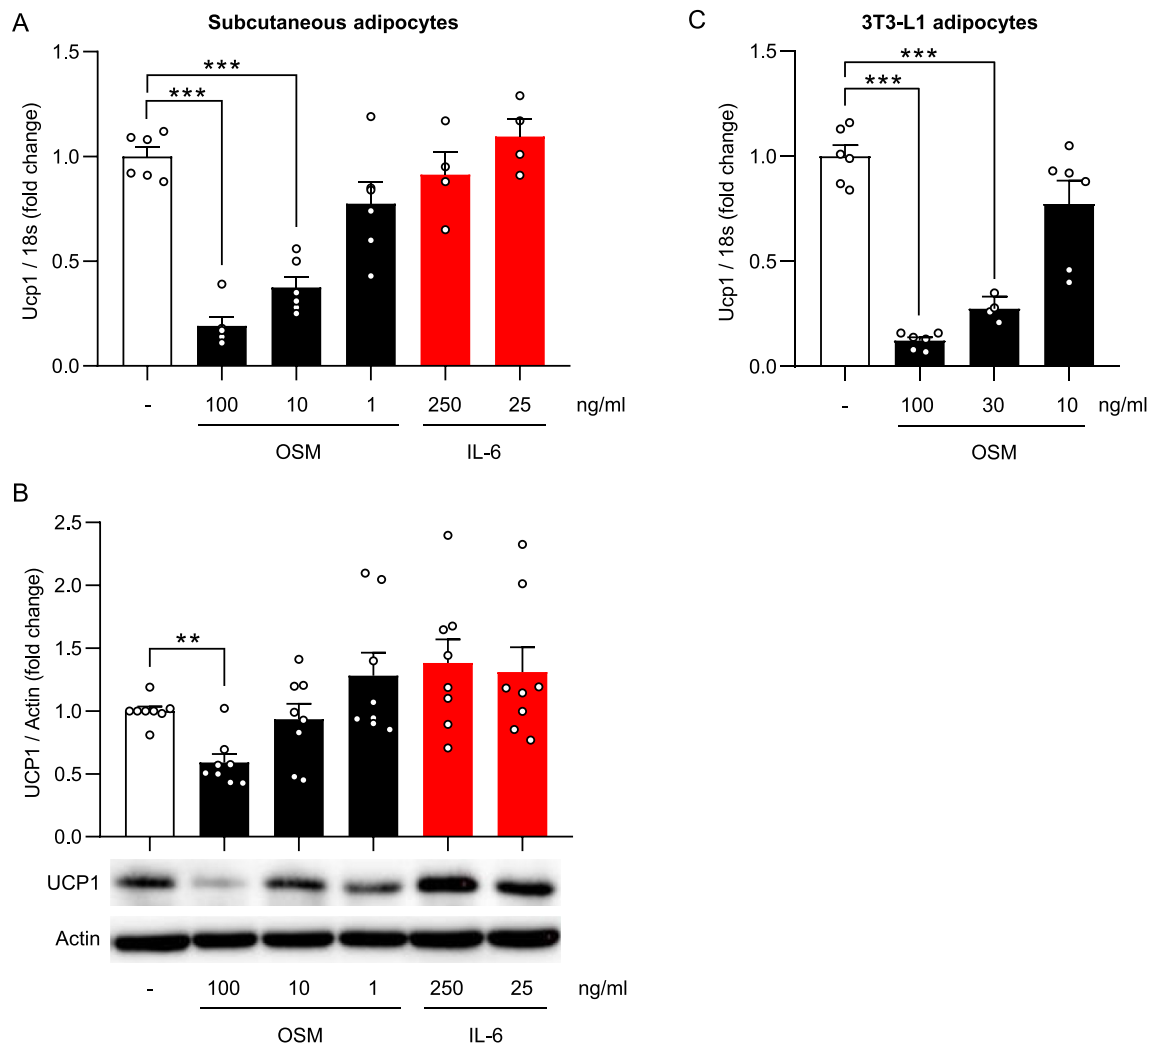 A
Subcutaneous adipocytes
Ucp1 / 18s (fold change)
1.5
1.0
0.5
0.0
***
***
- 100 10 1 250 25 ng/ml
OSM IL-6
C
3T3-L1 adipocytes
Ucp1 / 18s (fold change)
1.5
1.0
0.5
0.0
***
***
- 100 30 10 ng/ml
OSM
B
UCP1 / Actin (fold change)
2.5
2.0
1.5
1.0
0.5
0.0
**
UCP1
Actin
- 100 10 1 250 25 ng/ml
OSM IL-6